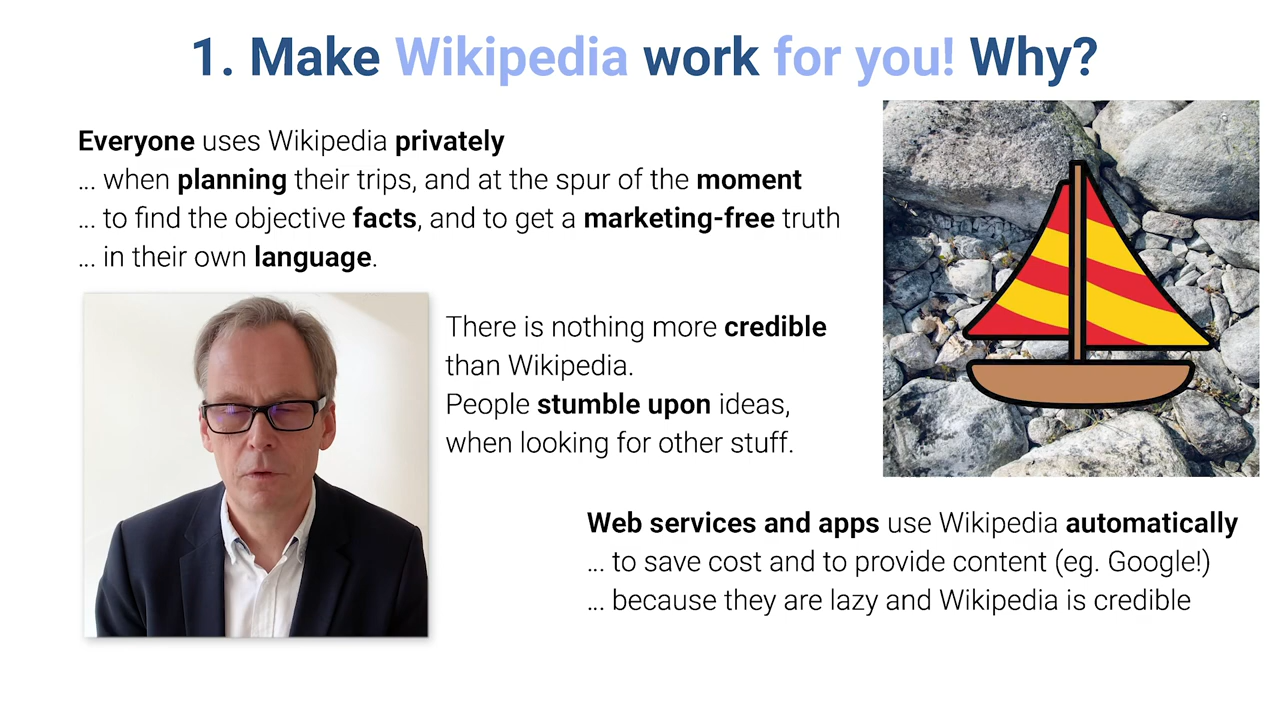 1. Make Wikipedia work for you! Why?
Everyone uses Wikipedia privately
... when planning their trips, and at the spur of the moment
... to find the objective facts, and to get a marketing-free truth
... in their own language.
There is nothing more credible
than Wikipedia.
People stumble upon ideas,
when looking for other stuff.
Web services and apps use Wikipedia automatically
... to save cost and to provide content (eg. Google!)
... because they are lazy and Wikipedia is credible